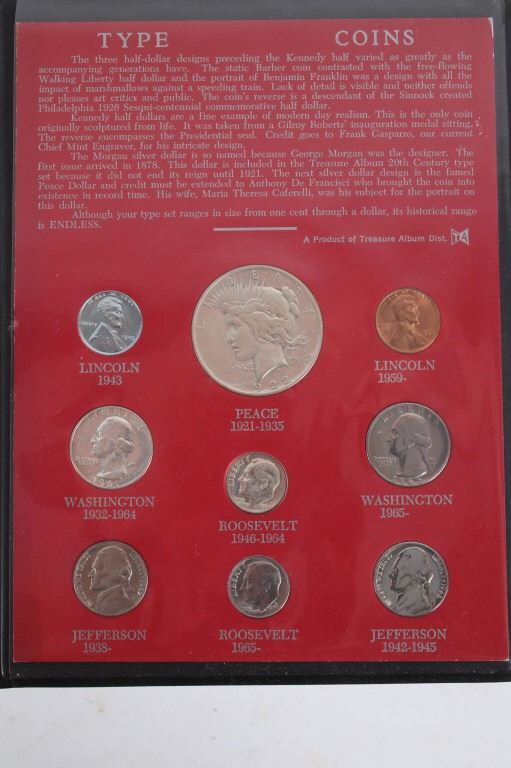 TYPE COINS
The three half-dollar designs preceding the Kennedy half varied as greatly as the
accompanying generations have. The static Barber coin contrasted with the free-flowing
Walking Liberty half dollar and the portrait of Benjamin Franklin was a design with all the
impact of marshmallows against a speeding train. Lack of detail is visible and neither offends
nor pleases art critics and public. The coin's reverse is a descendant of the Sinnock created
Philadelphia 1926 Sesqui-centennial commemorative half dollar.
Kennedy half dollars are a fine example of modern day realism. This is the only coin
originally sculptured from life. It was taken from a Gilroy Roberts' inauguration medal sitting.
The reverse encompasses the Presidential seal. Credit goes to Frank Gasparro, our current
Chief Mint Engraver, for his intricate design.
The Morgan silver dollar is so named because George Morgan was the designer. The
first issue arrived in 1878. This dollar is included in the Treasure Album 20th Century type
set because it did not end its reign until 1921. The next silver dollar design is the famed
Peace Dollar and credit must be extended to Anthony De Francisci who brought the coin into
existence in record time. His wife, Maria Theresa Caferelli, was his subject for the portrait on
this dollar.
Although your type set ranges in size from one cent through a dollar, its historical range
is ENDLESS.
A Product of Treasure Album Dist. TA
LINCOLN
1943
PEACE
1921-1935
LINCOLN
1959-
WASHINGTON
1932-1964
ROOSEVELT
1946-1964
WASHINGTON
1965-
JEFFERSON
1938-
ROOSEVELT
1965-
JEFFERSON
1942-1945